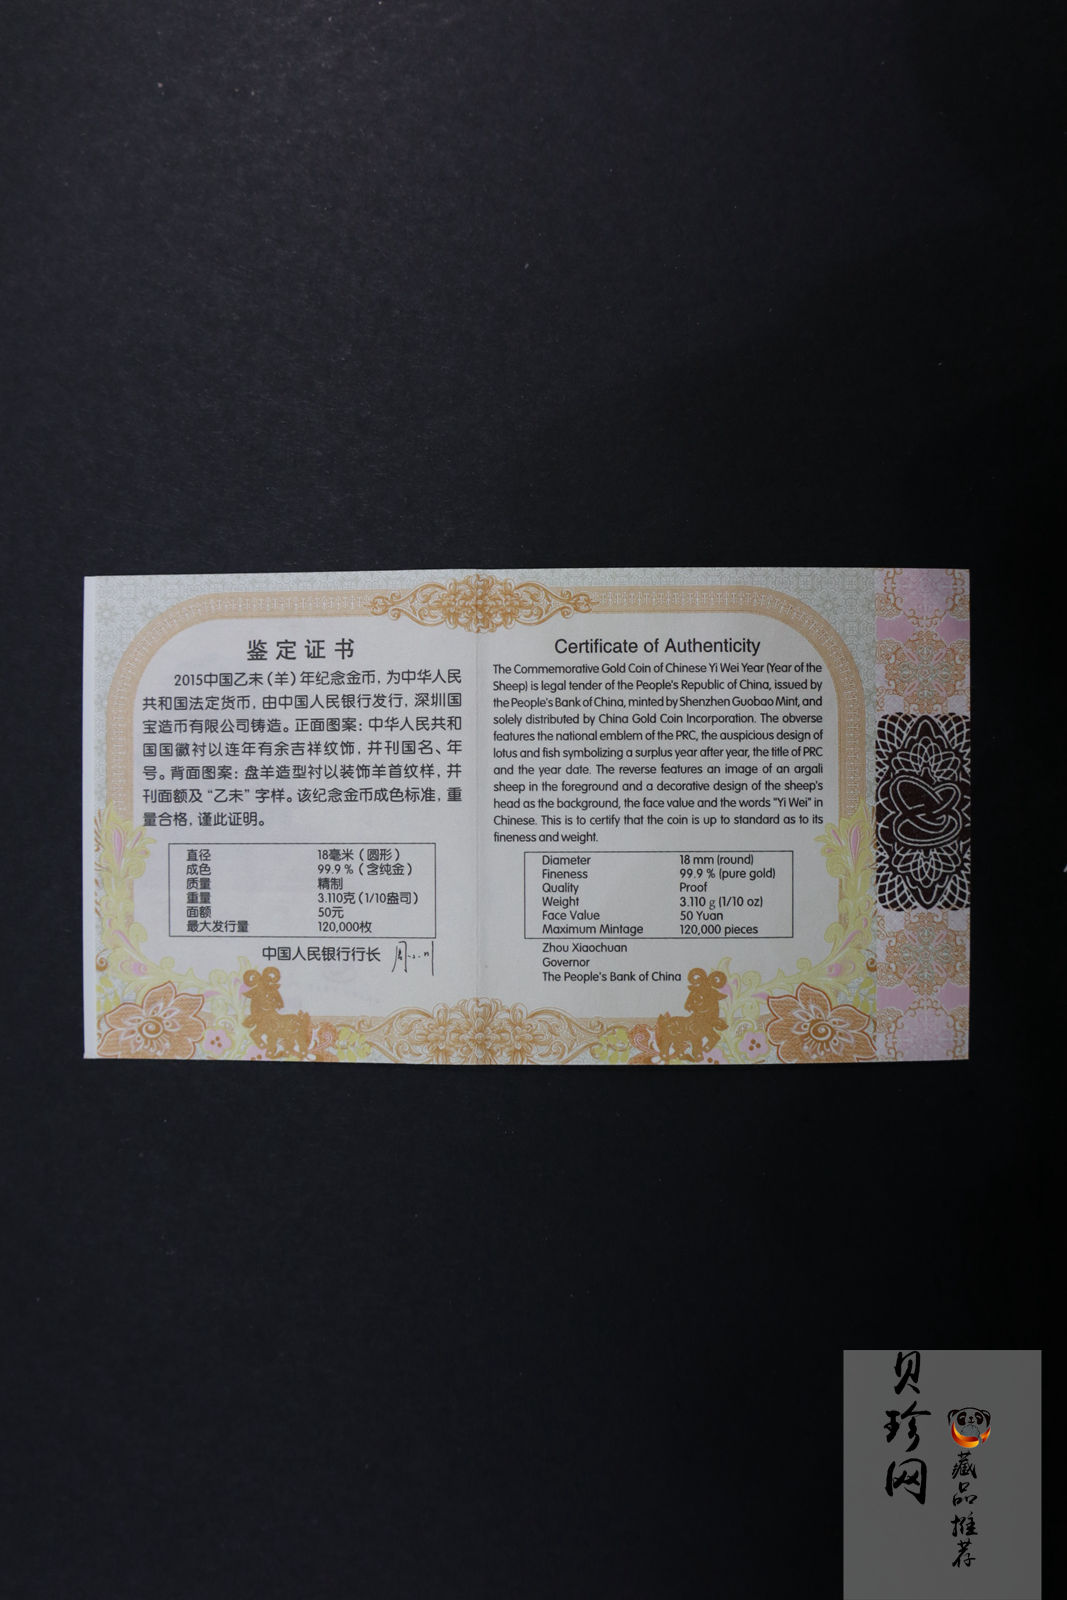 鉴定证书
2015中国乙未（羊）年纪念金币，为中华人民
共和国法定货币，由中国人民银行发行，深圳国
宝造币有限公司铸造。正面图案：中华人民共和
国国徽衬以连年有余吉祥纹饰，并刊国名、年
号。背面图案：盘羊造型衬以装饰羊首纹样，并
刊面额及“乙未”字样。该纪念金币成色标准，重
量合格，谨此证明。
直径 18毫米（圆形）
成色 99.9％（含纯金）
质量 精制
重量 3.110克（1/10盎司）
面额 50元
最大发行量 120,000枚
中国人民银行行长
Certificate of Authenticity
The Commemorative Gold Coin of Chinese Yi Wei Year (Year of the
Sheep) is legal tender of the People's Republic of China, issued by
the People's Bank of China, minted by Shenzhen Guobao Mint, and
solely distributed by China Gold Coin Incorporation. The obverse
features the national emblem of the PRC, the auspicious design of
lotus and fish symbolizing a surplus year after year, the title of PRC
and the year date. The reverse features an image of an argali
sheep in the foreground and a decorative design of the sheep's
head as the background, the face value and the words "Yi Wei" in
Chinese. This is to certify that the coin is up to standard as to its
fineness and weight.
Diameter 18 mm (round)
Fineness 99.9 % (pure gold)
Quality Proof
Weight 3.110 g (1/10 oz)
Face Value 50 Yuan
Maximum Mintage 120,000 pieces
Zhou Xiaochuan
Governor
The People's Bank of China
贝珍网
藏品推荐